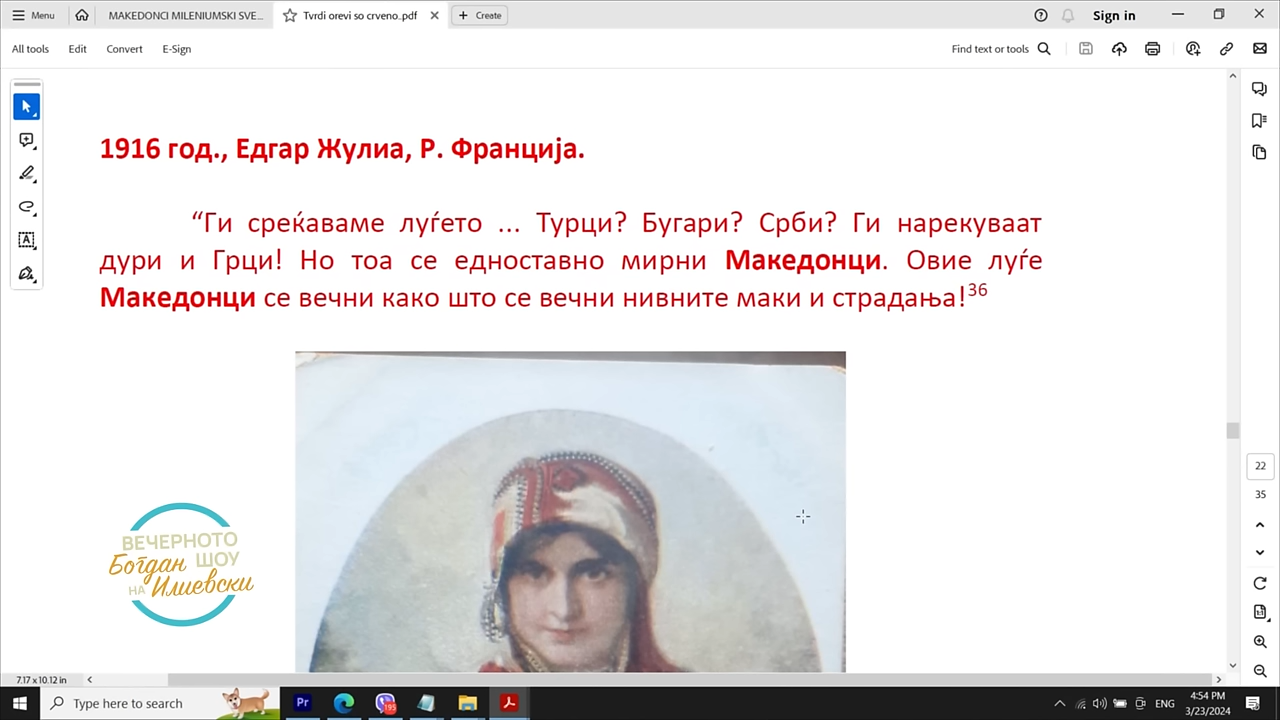 Menu
MAKEDONCI MILENIUMSKI SVE...
Tvrdi orevi so crveno..pdf
Create
Sign in
All tools Edit Convert E-Sign
Find text or tools
1916 год., Едгар Жулиа, Р. Франција.
“Ги среќаваме луѓето ... Турци? Бугари? Срби? Ги нарекуваат
дури и Грци! Но тоа се едноставно мирни Македонци. Овие луѓе
Македонци се вечни како што се вечни нивните маки и страдања!36
ВЕЧЕРНОТО
Богдан ШОУ
НА Илиевски
22
35
7.17 x 10.12 in
Type here to search
Pr
195
ENG
4:54 PM
3/23/2024